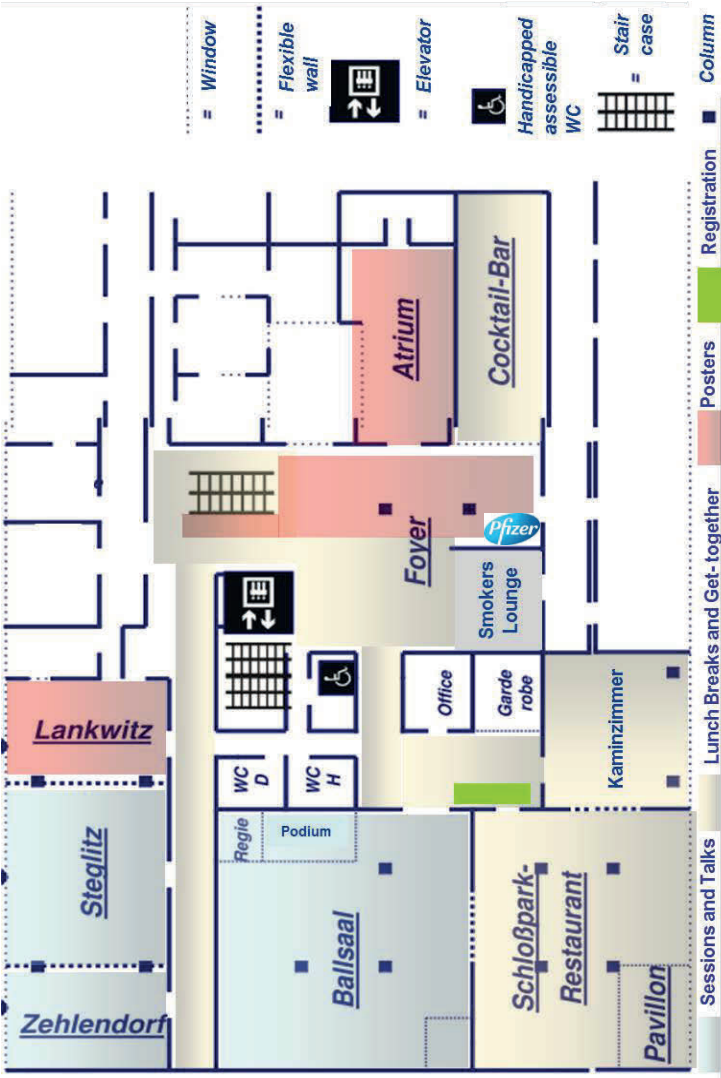 = Window
= Flexible
wall
= Elevator
Handicapped
assessible
WC
= Stair
case
Column
Atrium
Cocktail-Bar
Foyer
Pfizer
Smokers
Lounge
Lankwitz
Office
Garde
robe
Kaminzimmer
WC
D
WC
H
Steglitz
Regie
Podium
Ballsaal
Schloßpark-
Restaurant
Zehlendorf
Pavillon
Sessions and Talks
Lunch Breaks and Get-together
Posters
Registration